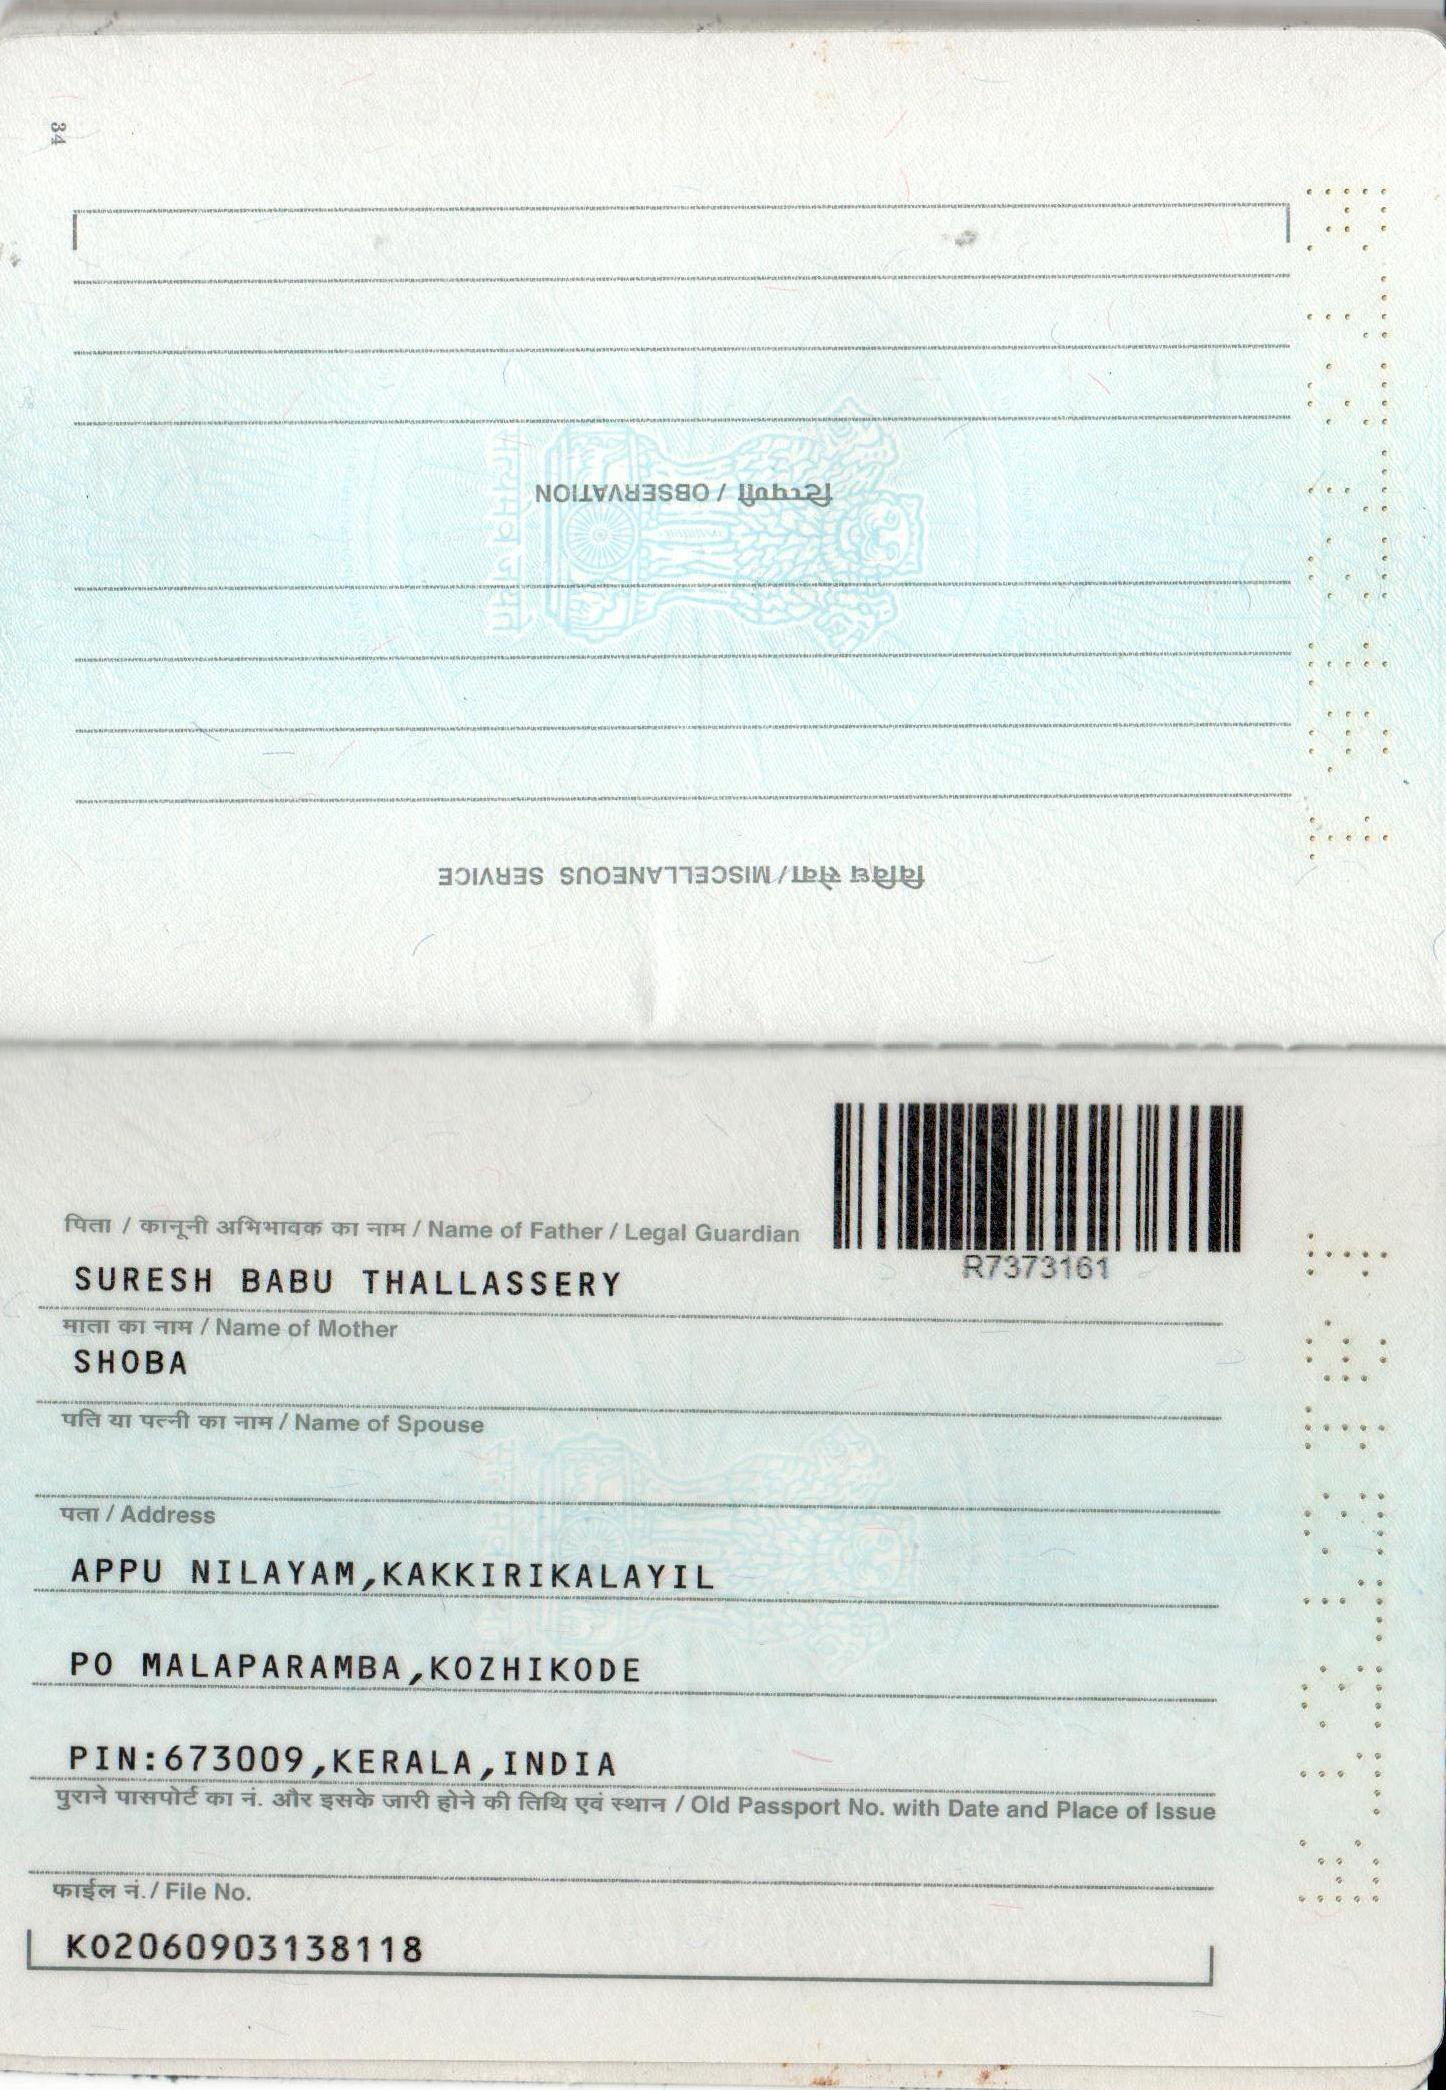 34
टिप्पणी / OBSERVATION
विविध सेवा/MISCELLANEOUS SERVICE
R7373161
पिता / कानूनी अभिभावक का नाम / Name of Father / Legal Guardian
SURESH BABU THALLASSERY
माता का नाम / Name of Mother
SHOBA
पति या पत्नी का नाम / Name of Spouse
पता / Address
APPU NILAYAM,KAKKIRIKALAYIL
PO MALAPARAMBA,KOZHIKODE
PIN:673009,KERALA,INDIA
पुराने पासपोर्ट का नं. और इसके जारी होने की तिथि एवं स्थान / Old Passport No. with Date and Place of Issue
फाईल नं./ File No.
K02060903138118
R7373161